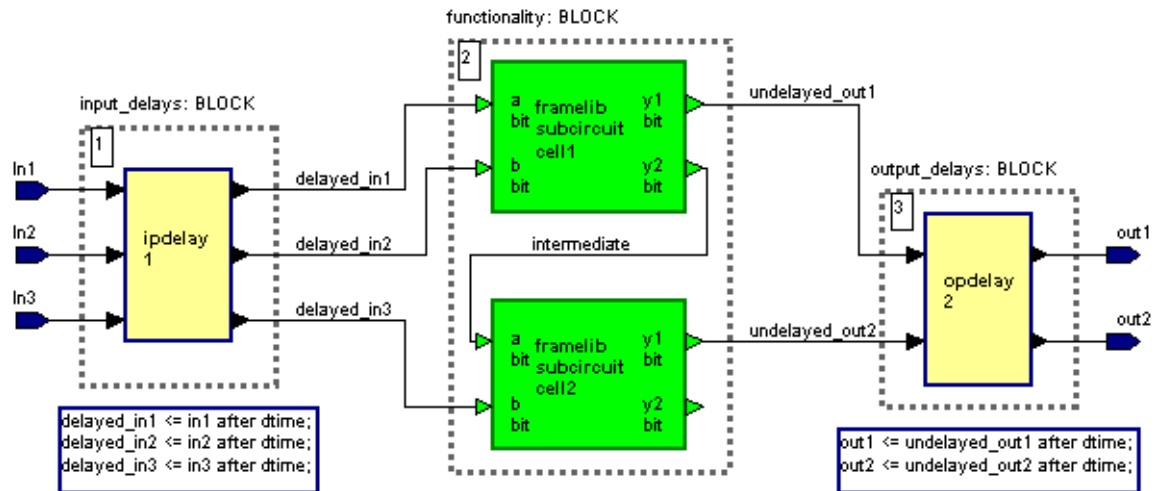 functionality: BLOCK
2
a
bit
b
bit
framelib
subcircuit
cell1
y1
bit
y2
bit
undelayed_out1
input_delays: BLOCK
1
In1
In2
In3
ipdelay
1
delayed_in1
delayed_in2
delayed_in3
intermediate
a
bit
b
bit
framelib
subcircuit
cell2
y1
bit
y2
bit
undelayed_out2
output_delays: BLOCK
3
opdelay
2
out1
out2
delayed_in1 <= in1 after dtime;
delayed_in2 <= in2 after dtime;
delayed_in3 <= in3 after dtime;
out1 <= undelayed_out1 after dtime;
out2 <= undelayed_out2 after dtime;